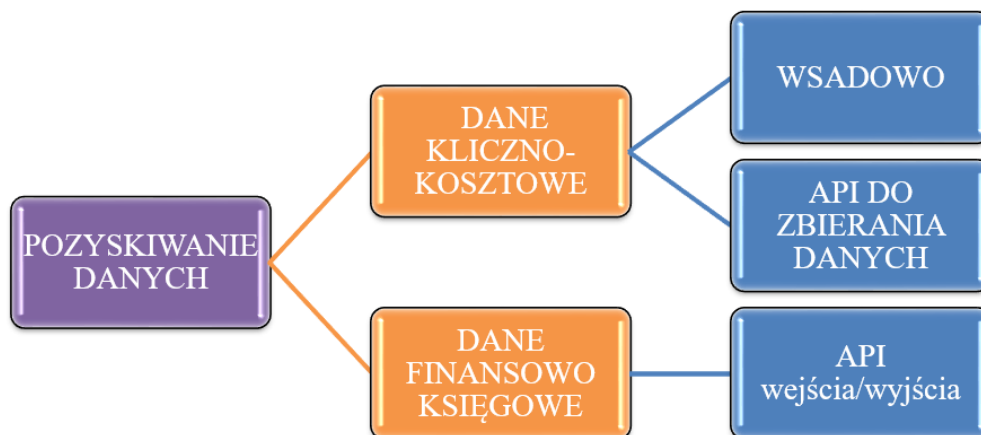 POZYSKIWANIE
DANYCH
DANE
KLICZNO-
KOSZTOWE
DANE
FINANSOWO
KSIĘGOWE
WSADOWO
API DO
ZBIERANIA
DANYCH
API
wejścia/wyjścia